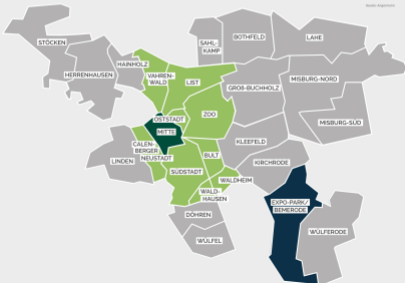 STÖCKEN
HERRENHAUSEN
HAINHOLZ
VAHREN-
WALD
LIST
SAHL-
KAMP
BOTHFELD
LAHE
GROß-BUCHHOLZ
MISBURG-NORD
MISBURG-SÜD
ZOO
OSTSTADT
MITTE
CALEN-
BERGER
NEUSTADT
LINDEN
BULT
KLEEFELD
SÜDSTADT
KIRCHRODE
WALDHEIM
WALD-
HAUSEN
DÖHREN
WÜLFEL
EXPO-PARK/
BEMERODE
WÜLFERODE